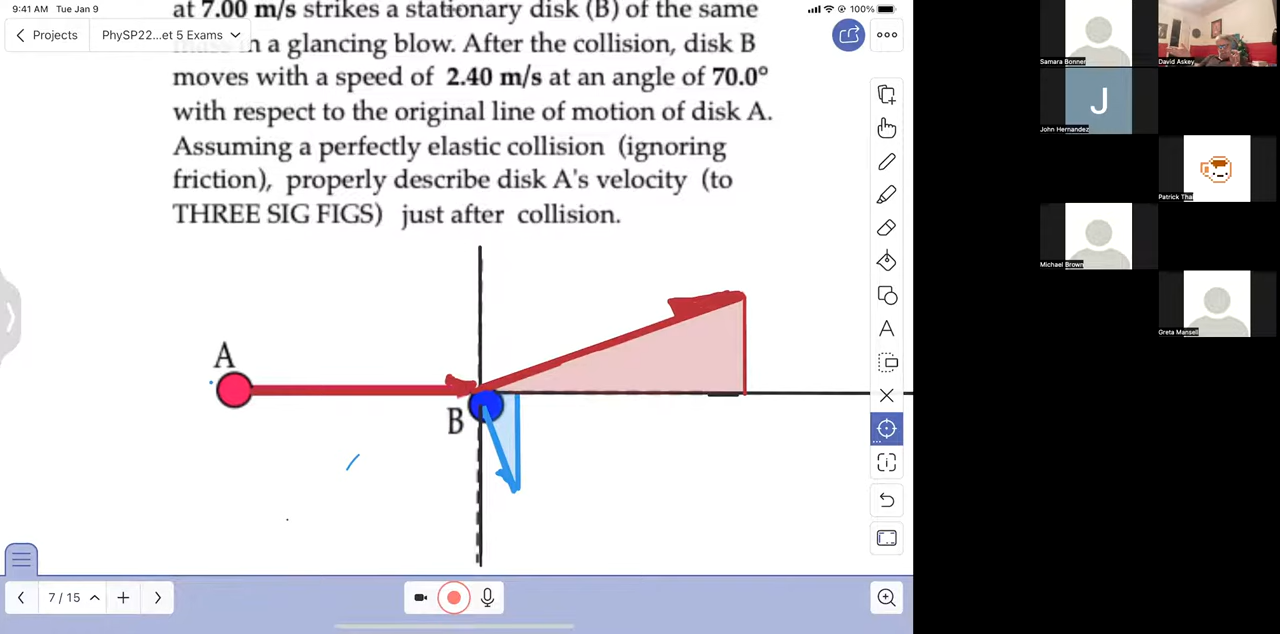 9:41 AM Tue Jan 9
100%
Projects
PhySP22...et 5 Exams
at 7.00 m/s strikes a stationary disk (B) of the same
in a glancing blow. After the collision, disk B
moves with a speed of 2.40 m/s at an angle of 70.0°
with respect to the original line of motion of disk A.
Assuming a perfectly elastic collision (ignoring
friction), properly describe disk A's velocity (to
THREE SIG FIGS) just after collision.
A
B
A
7 / 15
Samara Bonner
David Askey
J
John Hernandez
Patrick Thai
Michael Brown
Greta Mansell